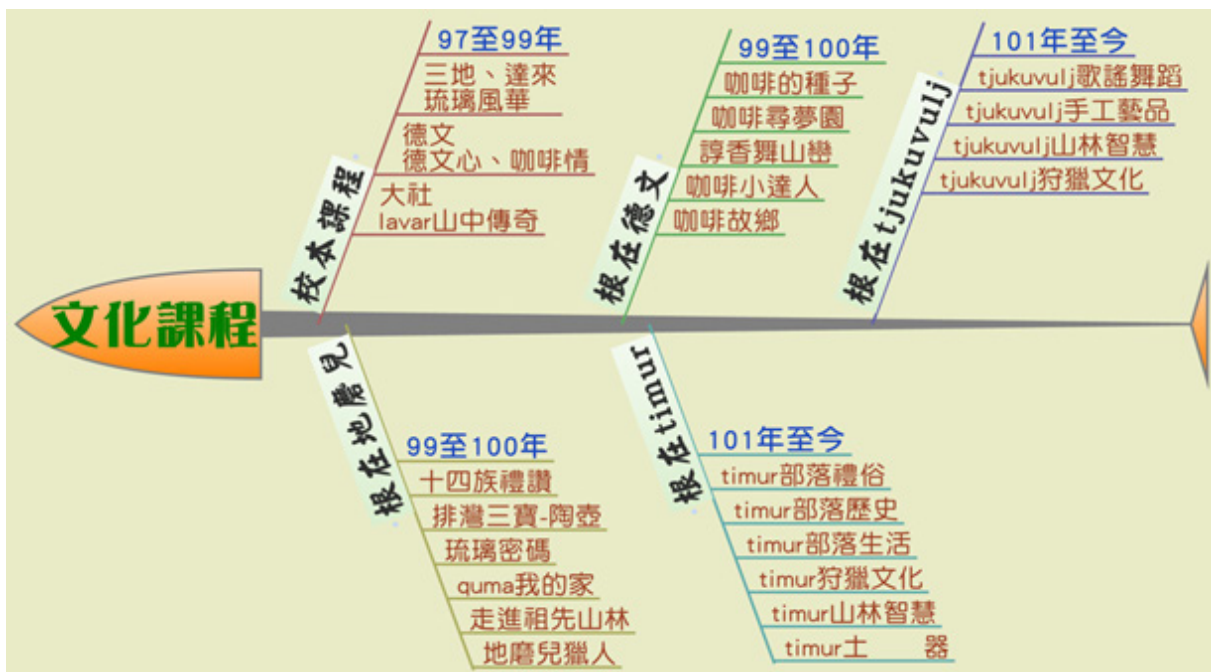 文化課程
校本課程
97至99年
三地、達來
琉璃風華
德文
德文心、咖啡情
大社
lavar山中傳奇
根在德文
99至100年
咖啡的種子
咖啡尋夢園
諄香舞山巒
咖啡小達人
咖啡故鄉
根在tjukuvulj
101年至今
tjukuvulj歌謠舞蹈
tjukuvulj手工藝品
tjukuvulj山林智慧
tjukuvulj狩獵文化
根在地磨兒
99至100年
十四族禮讚
排灣三寶-陶壺
琉璃密碼
quma我的家
走進祖先山林
地磨兒獵人
根在timur
101年至今
timur部落禮俗
timur部落歷史
timur部落生活
timur狩獵文化
timur山林智慧
timur土 器